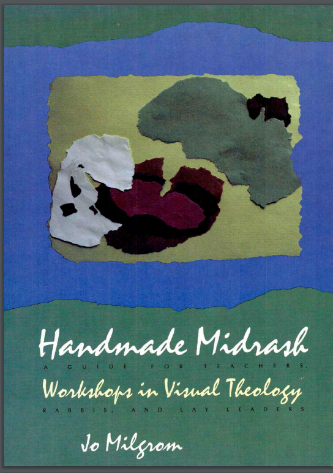 Handmade Midrash
A GUIDE FOR TEACHERS,
Workshops in Visual Theology
RABBIS, AND LAY LEADERS
Jo Milgrom